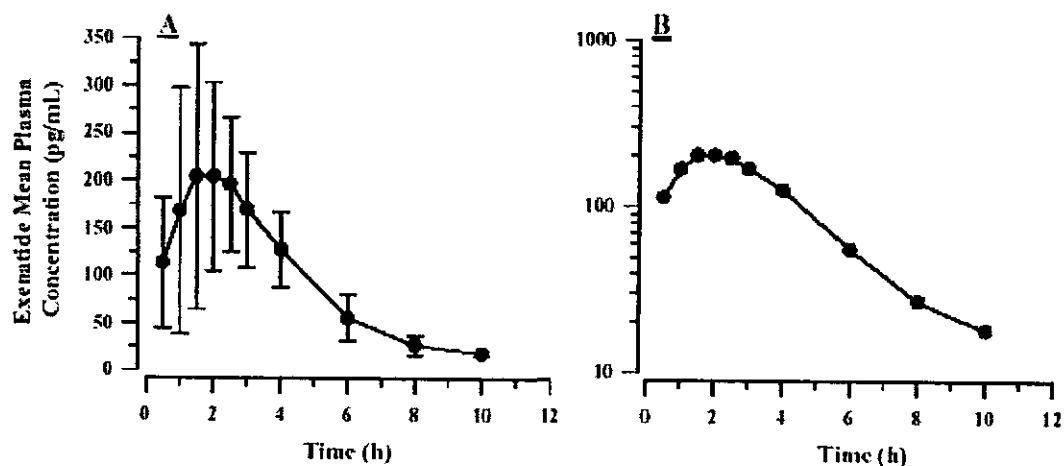 A
350
300
250
200
150
100
50
0
Exenatide Mean Plasma
Concentration (pg/mL)
0 2 4 6 8 10 12
Time (h)
B
1000
100
10
0 2 4 6 8 10 12
Time (h)